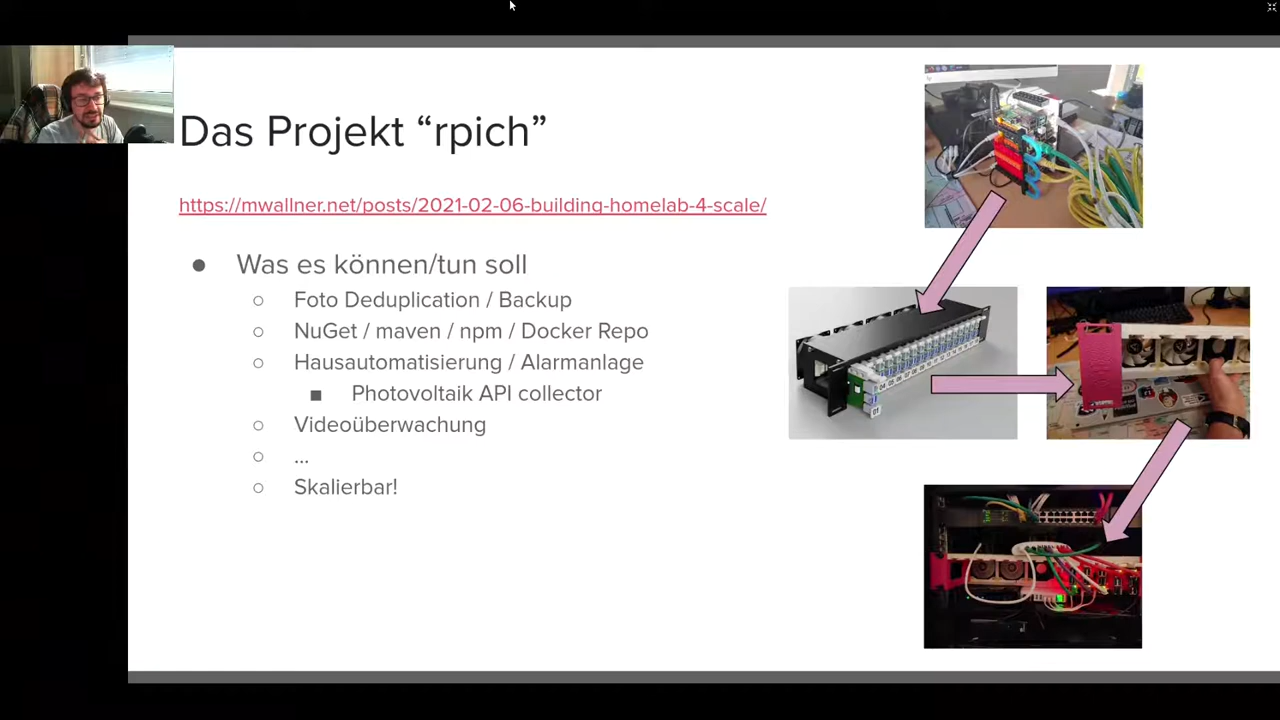 Das Projekt “rpich”
https://mwallner.net/posts/2021-02-06-building-homelab-4-scale/
● Was es können/tun soll
○ Foto Deduplication / Backup
○ NuGet / maven / npm / Docker Repo
○ Hausautomatisierung / Alarmanlage
■ Photovoltaik API collector
○ Videoüberwachung
○ ...
○ Skalierbar!